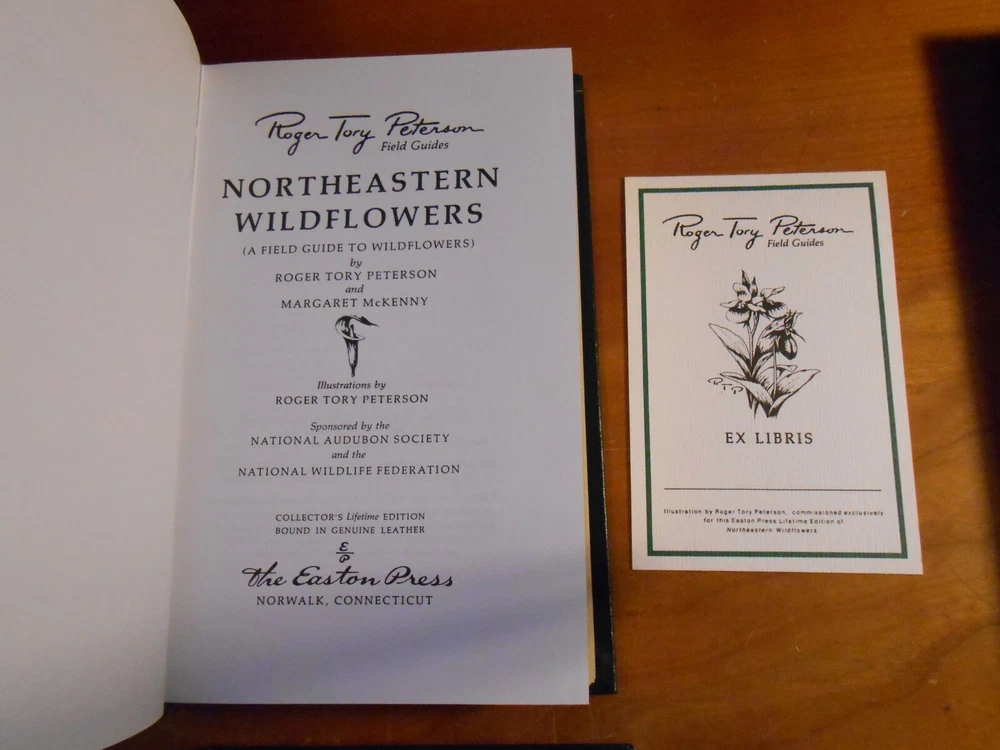 Roger Tory Peterson
Field Guides
NORTHEASTERN
WILDFLOWERS
(A FIELD GUIDE TO WILDFLOWERS)
by
ROGER TORY PETERSON
and
MARGARET McKENNY
Illustrations by
ROGER TORY PETERSON
Sponsored by the
NATIONAL AUDUBON SOCIETY
and the
NATIONAL WILDLIFE FEDERATION
COLLECTOR'S Lifetime EDITION
BOUND IN GENUINE LEATHER
E
P
The Easton Press
NORWALK, CONNECTICUT
Roger Tory Peterson
Field Guides
R.T.P
EX LIBRIS
Illustration by Roger Tory Peterson, commissioned exclusively
for this Easton Press Lifetime Edition of
Northeastern Wildflowers.